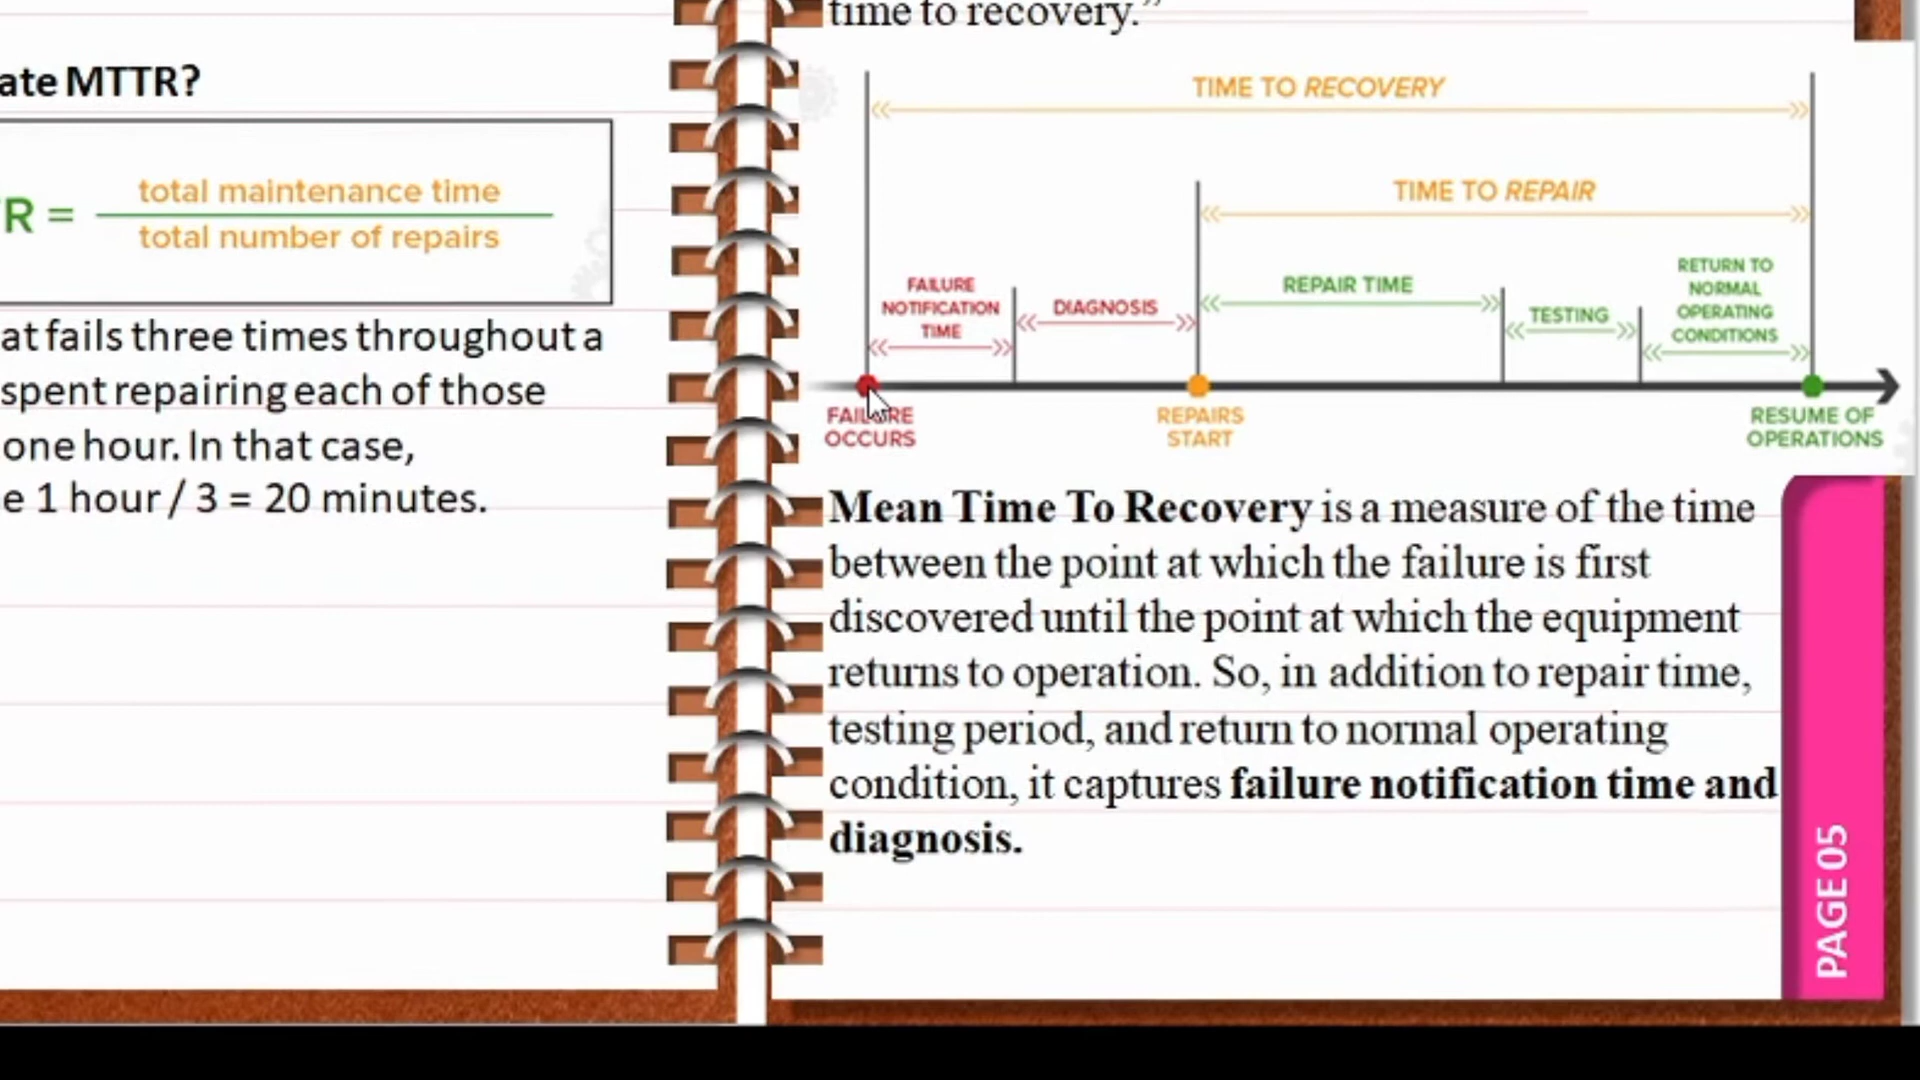 ate MTTR?
R =
total maintenance time
total number of repairs
at fails three times throughout a
spent repairing each of those
one hour. In that case,
e 1 hour / 3 = 20 minutes.
time to recovery.”
TIME TO RECOVERY
TIME TO REPAIR
FAILURE
NOTIFICATION
TIME
DIAGNOSIS
REPAIR TIME
TESTING
RETURN TO
NORMAL
OPERATING
CONDITIONS
FAILURE
OCCURS
REPAIRS
START
RESUME OF
OPERATIONS
Mean Time To Recovery is a measure of the time
between the point at which the failure is first
discovered until the point at which the equipment
returns to operation. So, in addition to repair time,
testing period, and return to normal operating
condition, it captures failure notification time and
diagnosis.
PAGE 05